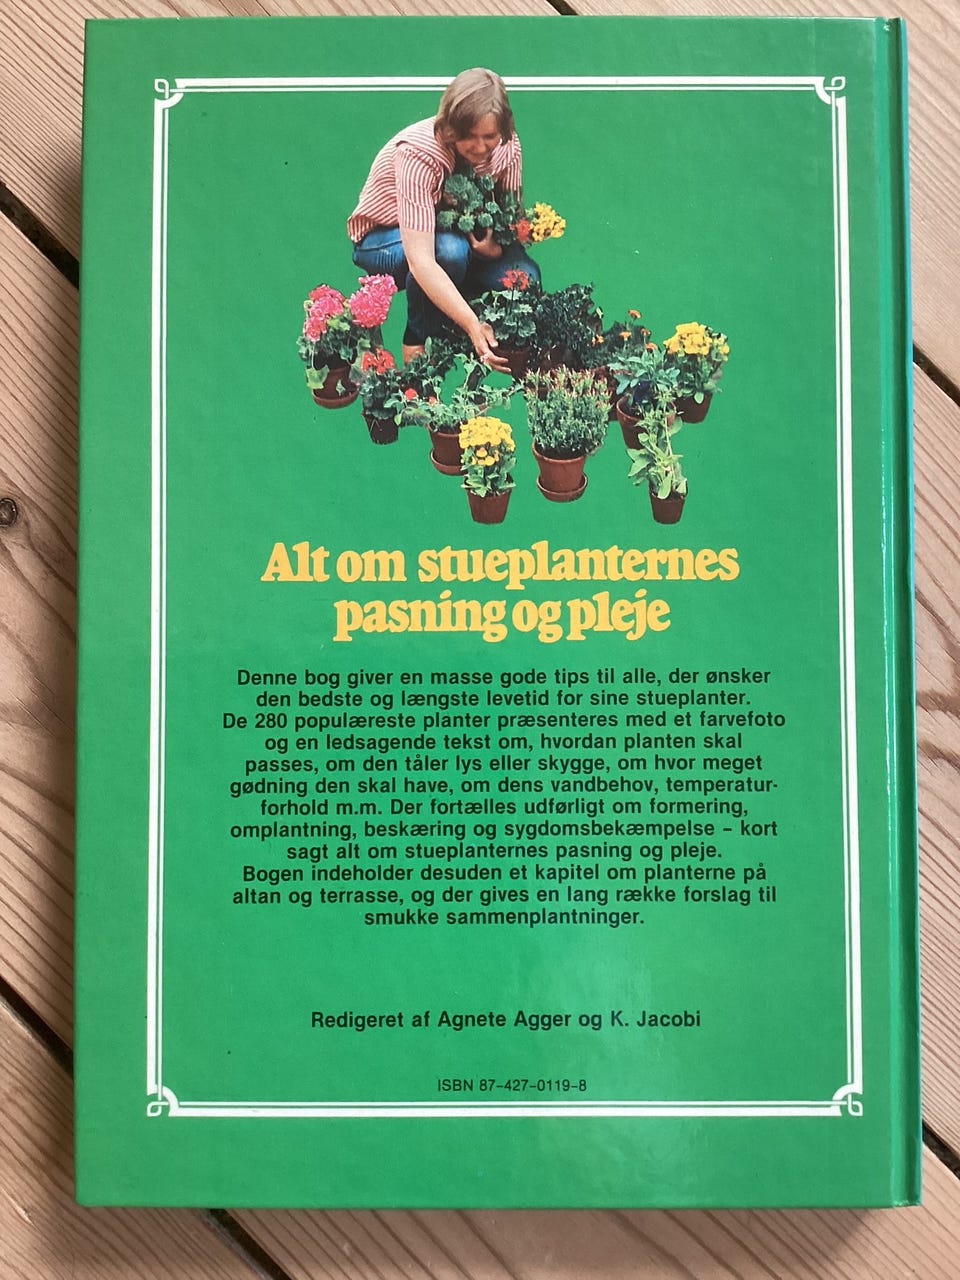 Alt om stueplanternes
pasning og pleje
Denne bog giver en masse gode tips til alle, der ønsker
den bedste og længste levetid for sine stueplanter.
De 280 populæreste planter præsenteres med et farvefoto
og en ledsagende tekst om, hvordan planten skal
passes, om den tåler lys eller skygge, om hvor meget
gødning den skal have, om dens vandbehov, temperatur-
forhold m.m. Der fortælles udførligt om formering,
omplantning, beskæring og sygdomsbekæmpelse – kort
sagt alt om stueplanternes pasning og pleje.
Bogen indeholder desuden et kapitel om planterne på
altan og terrasse, og der gives en lang række forslag til
smukke sammenplantninger.
Redigeret af Agnete Agger og K. Jacobi
ISBN 87–427–0119–8